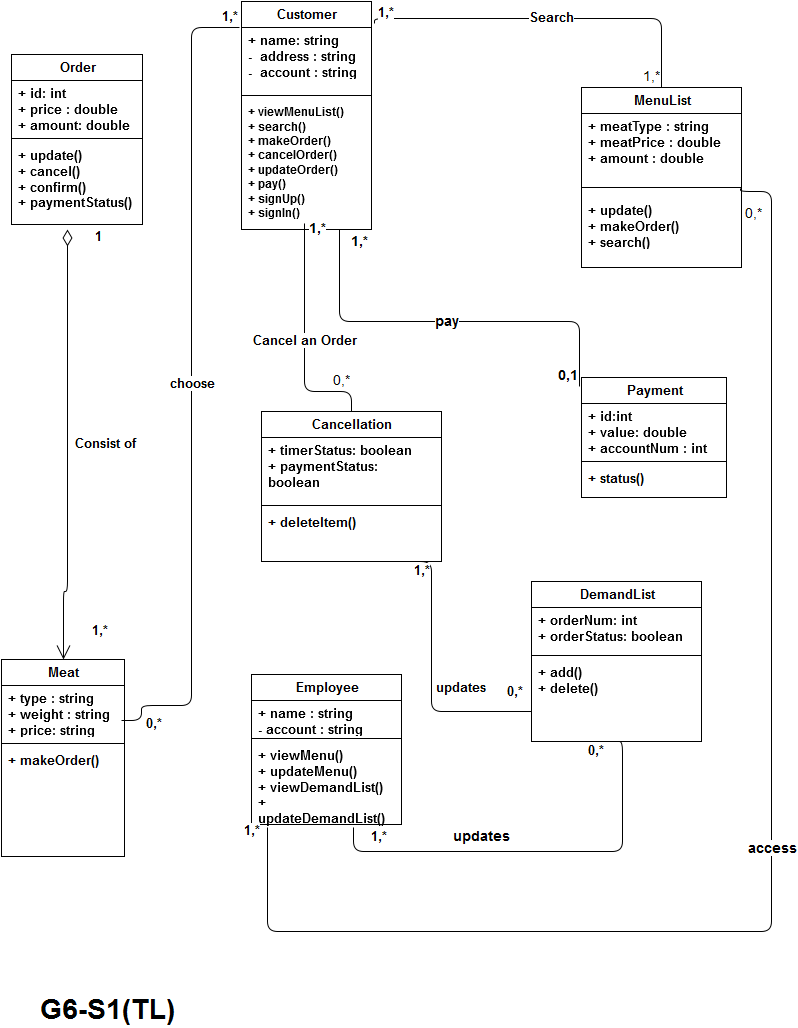 Customer
+ name: string
- address : string
- account : string
+ viewMenuList()
+ search()
+ makeOrder()
+ cancelOrder()
+ updateOrder()
+ pay()
+ signUp()
+ signIn()
1,*
1,*
Search
1,*
Order
+ id: int
+ price : double
+ amount: double
+ update()
+ cancel()
+ confirm()
+ paymentStatus()
1
MenuList
+ meatType : string
+ meatPrice : double
+ amount : double
+ update()
+ makeOrder()
+ search()
0,*
1,*
1,*
pay
Cancel an Order
choose
0,*
0,1
Consist of
Payment
+ id:int
+ value: double
+ accountNum : int
+ status()
Cancellation
+ timerStatus: boolean
+ paymentStatus:
boolean
+ deleteItem()
1,*
DemandList
+ orderNum: int
+ orderStatus: boolean
+ add()
+ delete()
updates
0,*
0,*
1,*
Meat
+ type : string
+ weight : string
+ price: string
+ makeOrder()
0,*
Employee
+ name : string
- account : string
+ viewMenu()
+ updateMenu()
+ viewDemandList()
+
updateDemandList()
1,*
1,*
updates
access
G6-S1(TL)